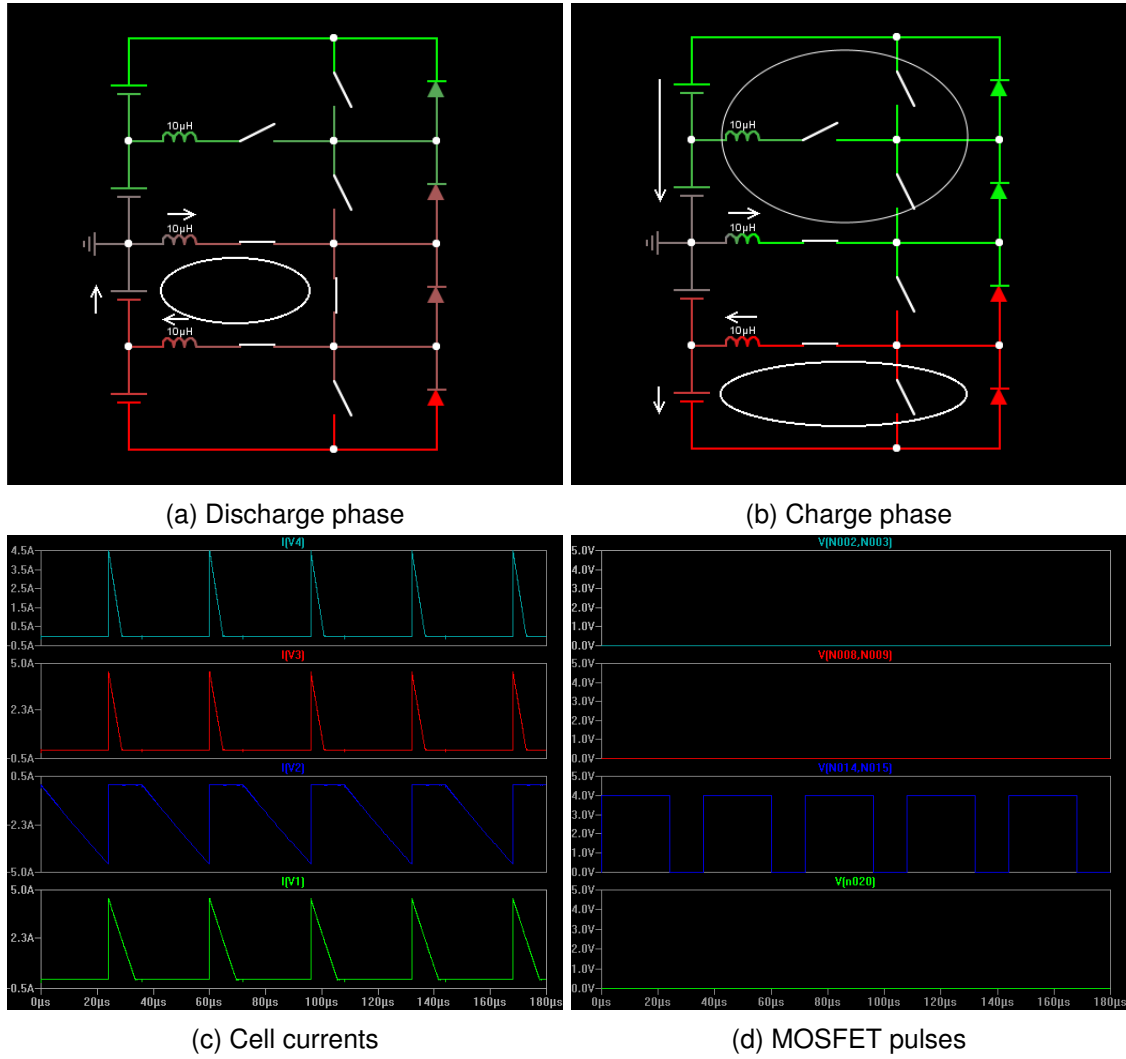 10µH
10µH
10µH
10µH
10µH
10µH
(a) Discharge phase
(b) Charge phase
I(V4)
4.5A
3.5A
2.5A
1.5A
0.5A
-0.5A
I(V3)
5.0A
2.3A
-0.5A
I(V2)
0.5A
-2.3A
-5.0A
I(V1)
5.0A
2.3A
-0.5A
0µs 20µs 40µs 60µs 80µs 100µs 120µs 140µs 160µs 180µs
V(N002,N003)
5.0V
4.0V
3.0V
2.0V
1.0V
0.0V
V(N008,N009)
5.0V
4.0V
3.0V
2.0V
1.0V
0.0V
V(N014,N015)
5.0V
4.0V
3.0V
2.0V
1.0V
0.0V
V(n020)
5.0V
4.0V
3.0V
2.0V
1.0V
0.0V
0µs 20µs 40µs 60µs 80µs 100µs 120µs 140µs 160µs 180µs
(c) Cell currents
(d) MOSFET pulses